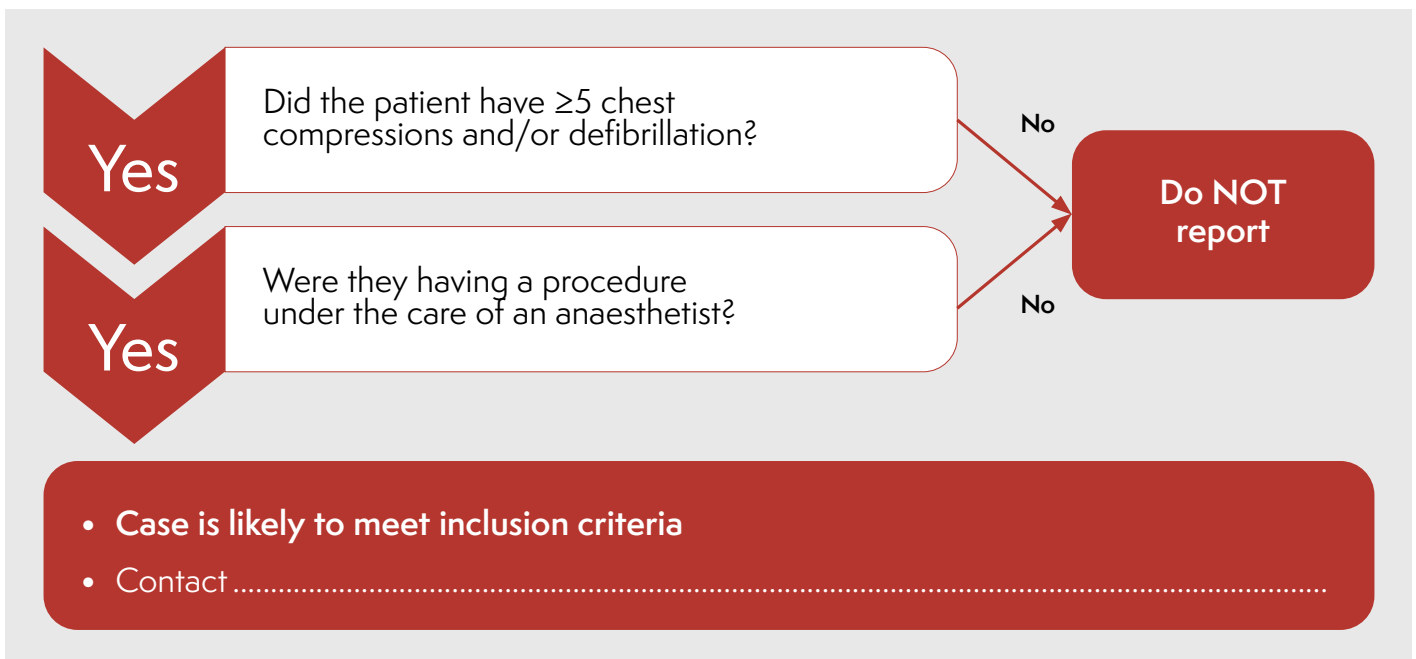 Yes
Did the patient have ≥5 chest
compressions and/or defibrillation?
No
Do NOT
report
Yes
Were they having a procedure
under the care of an anaesthetist?
No
• Case is likely to meet inclusion criteria
• Contact ................................................................................................................................................